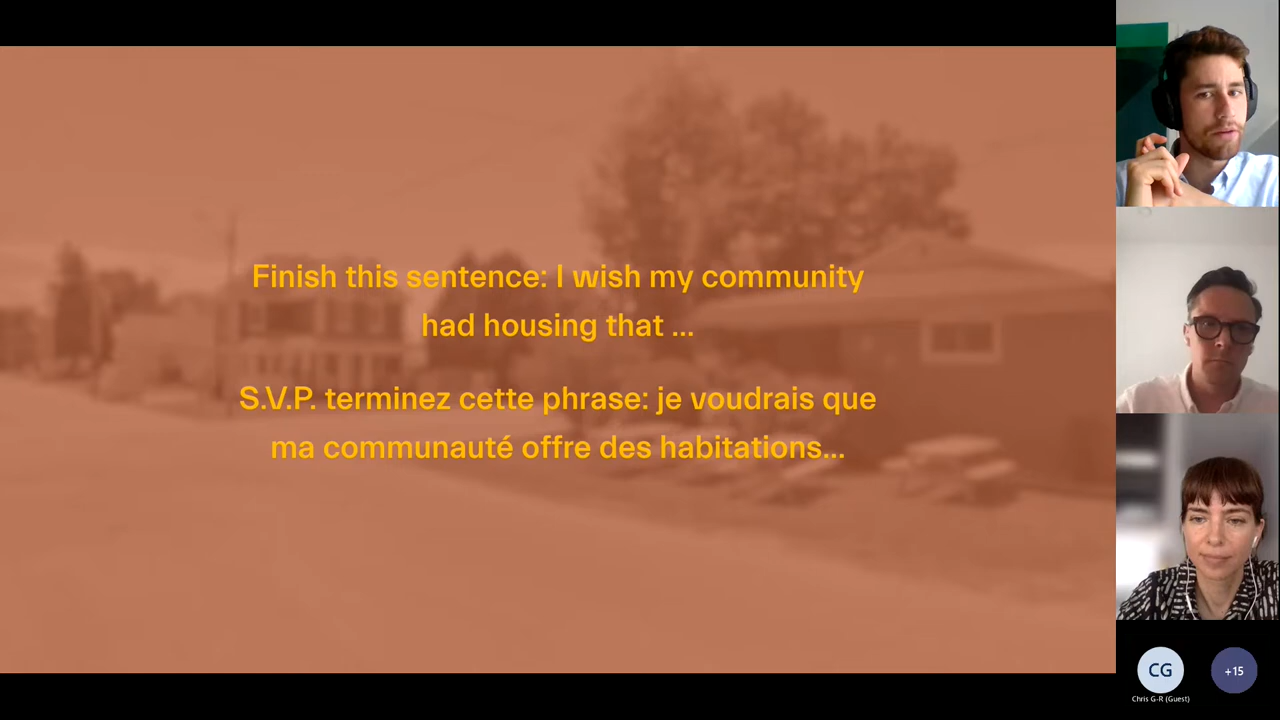 Finish this sentence: I wish my community
had housing that ...
S.V.P. terminez cette phrase: je voudrais que
ma communauté offre des habitations...
CG
+15
Chris G-R (Guest)